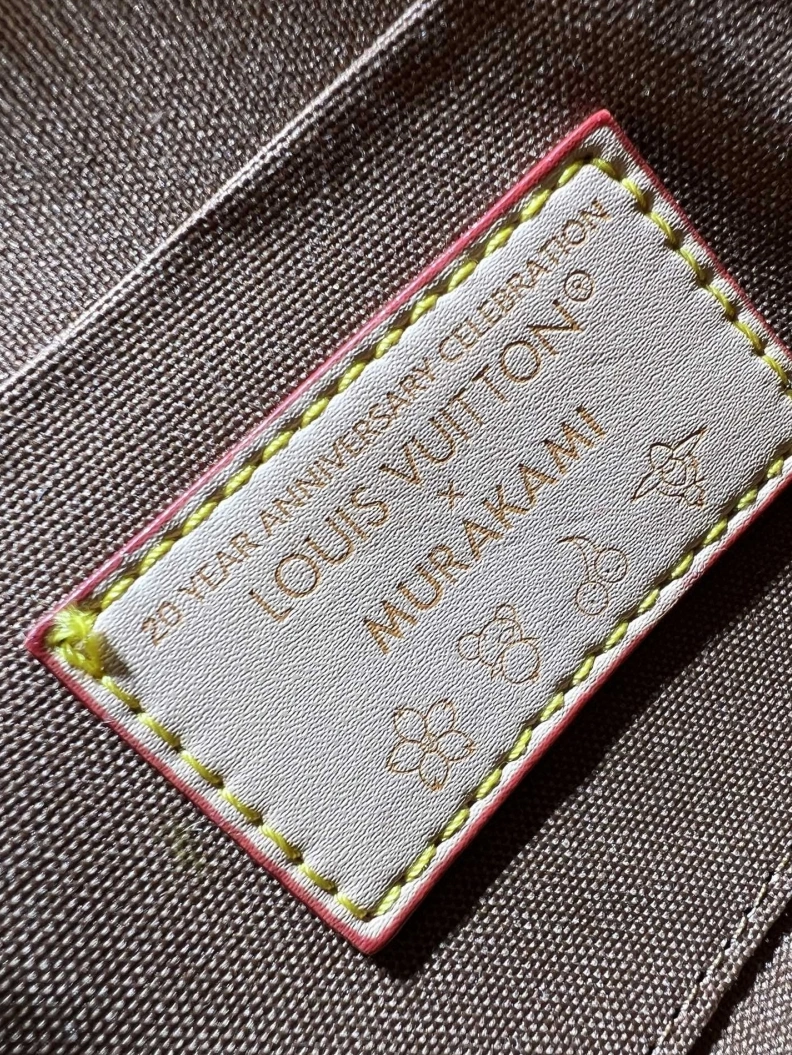 20 YEAR ANNIVERSARY CELEBRATION
LOUIS VUITTON®
×
MURAKAMI